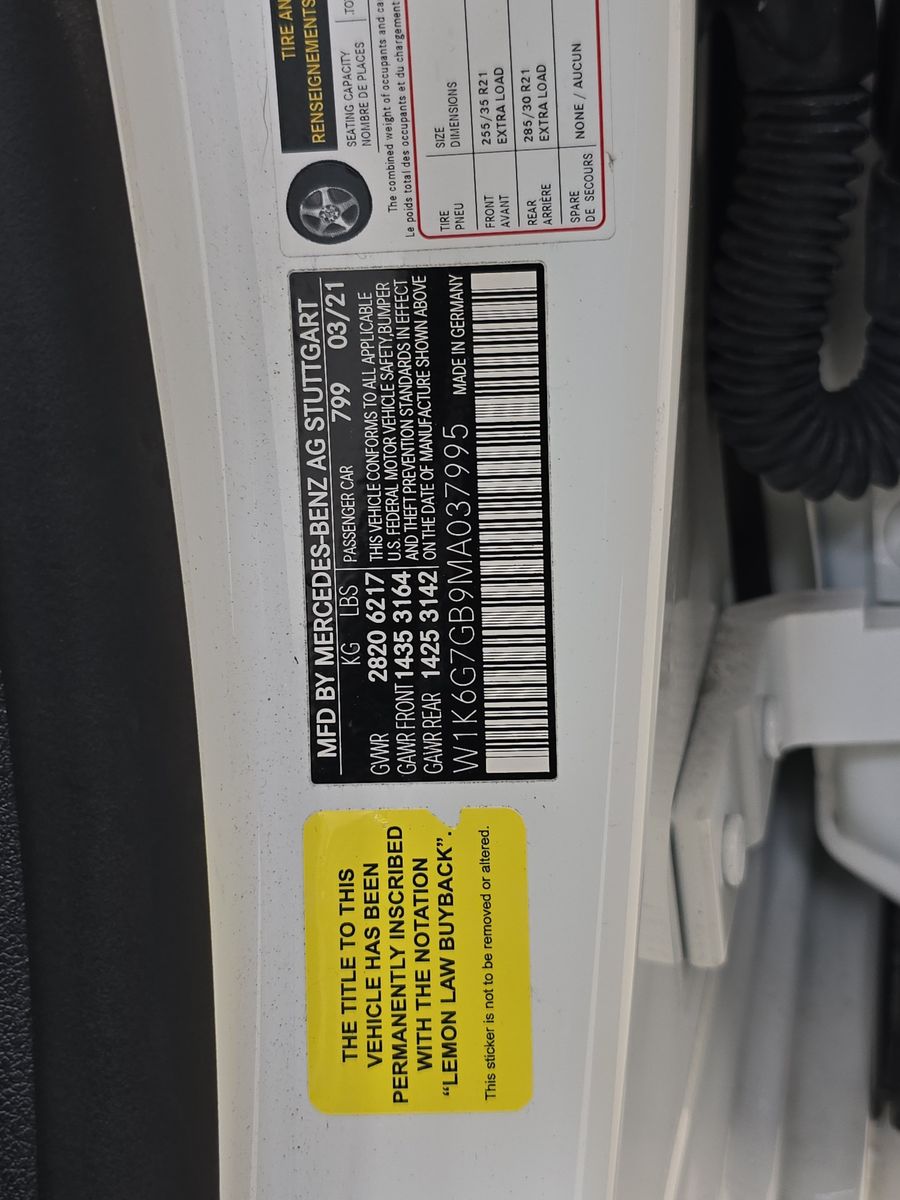 TIRE AN
RENSEIGNEMENTS
SEATING CAPACITY
NOMBRE DE PLACES
The combined weight of occupants and ca
Le poids total des occupants et du chargement
TIRE
PNEU
SIZE
DIMENSIONS
FRONT
AVANT
255/35 R21
EXTRA LOAD
REAR
ARRIÈRE
285/30 R21
EXTRA LOAD
SPARE
DE SECOURS
NONE / AUCUN
MFD BY MERCEDES-BENZ AG STUTTGART
KG LBS PASSENGER CAR 799 03/21
GVWR 2820 6217 THIS VEHICLE CONFORMS TO ALL APPLICABLE
U.S. FEDERAL MOTOR VEHICLE SAFETY,BUMPER
GAWR FRONT 1435 3164 AND THEFT PREVENTION STANDARDS IN EFFECT
GAWR REAR 1425 3142 ON THE DATE OF MANUFACTURE SHOWN ABOVE
W1K6G7GB9MA037995 MADE IN GERMANY
THE TITLE TO THIS
VEHICLE HAS BEEN
PERMANENTLY INSCRIBED
WITH THE NOTATION
“LEMON LAW BUYBACK”.
This sticker is not to be removed or altered.